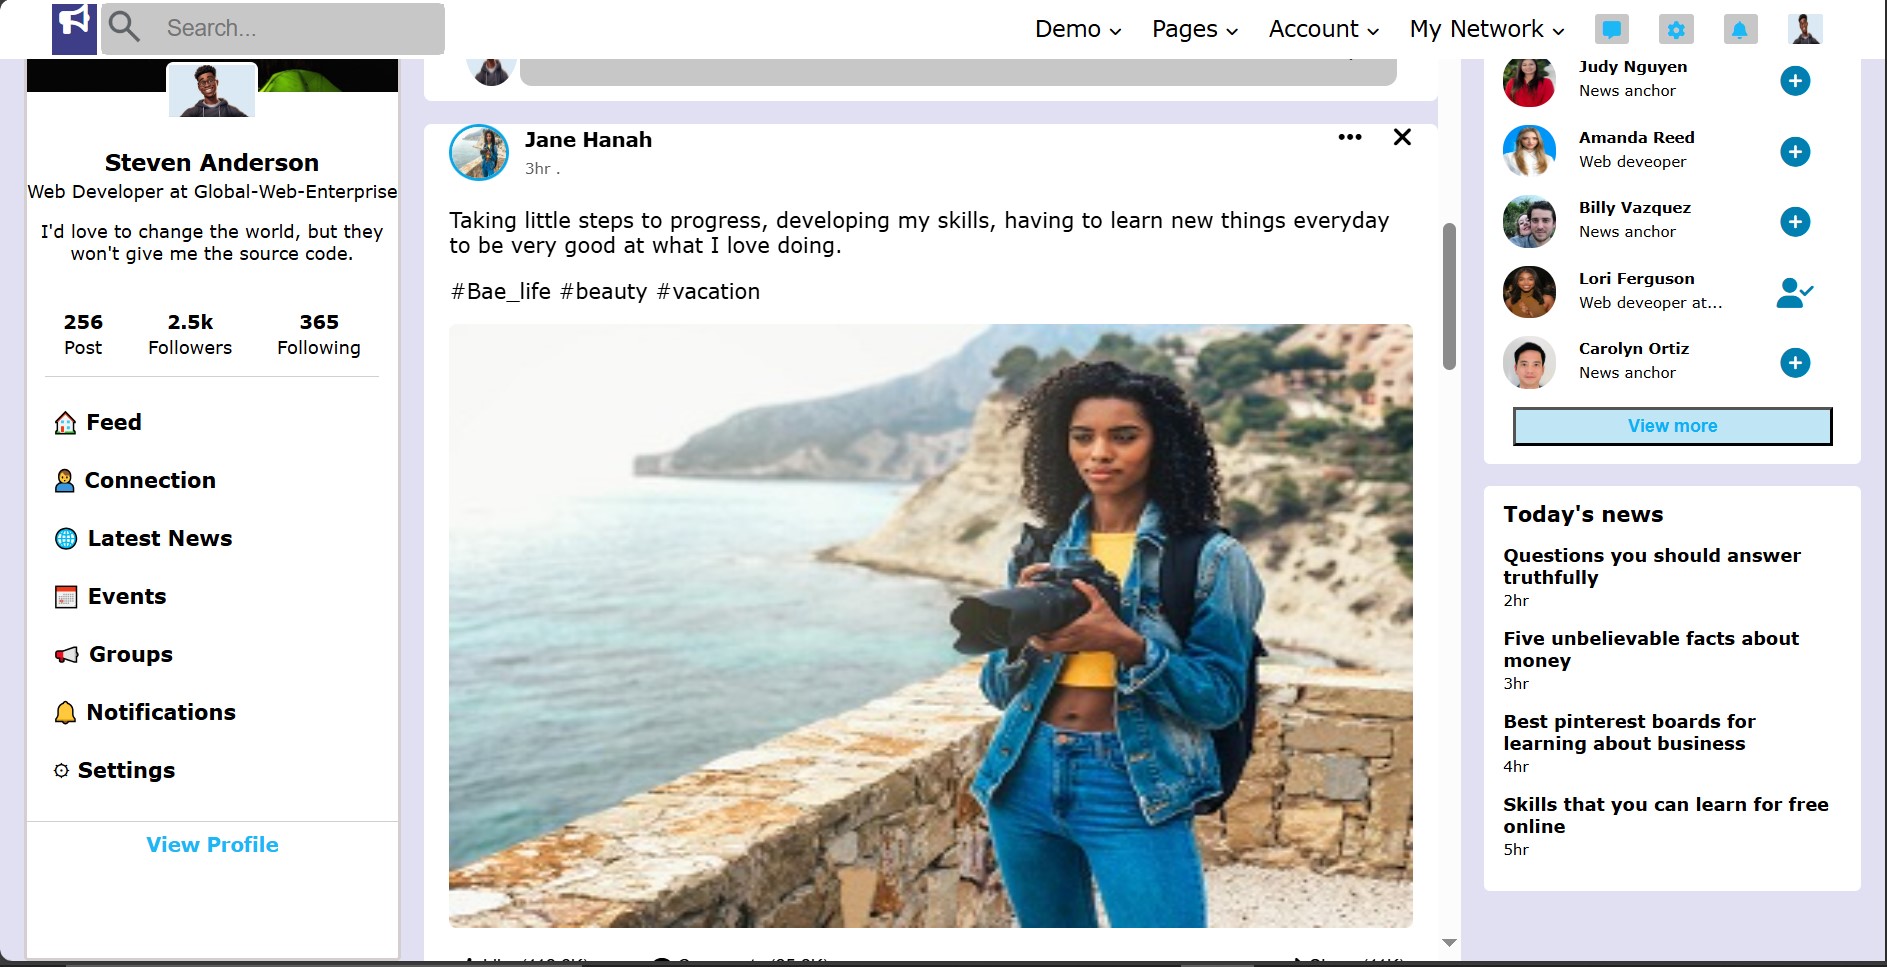 Search...
Demo
Pages
Account
My Network
Steven Anderson
Web Developer at Global-Web-Enterprise
I'd love to change the world, but they
won't give me the source code.
256
Post
2.5k
Followers
365
Following
Feed
Connection
Latest News
Events
Groups
Notifications
Settings
View Profile
Jane Hanah
3hr .
Taking little steps to progress, developing my skills, having to learn new things everyday
to be very good at what I love doing.
#Bae_life #beauty #vacation
Judy Nguyen
News anchor
Amanda Reed
Web deveoper
Billy Vazquez
News anchor
Lori Ferguson
Web deveoper at...
Carolyn Ortiz
News anchor
View more
Today's news
Questions you should answer
truthfully
2hr
Five unbelievable facts about
money
3hr
Best pinterest boards for
learning about business
4hr
Skills that you can learn for free
online
5hr